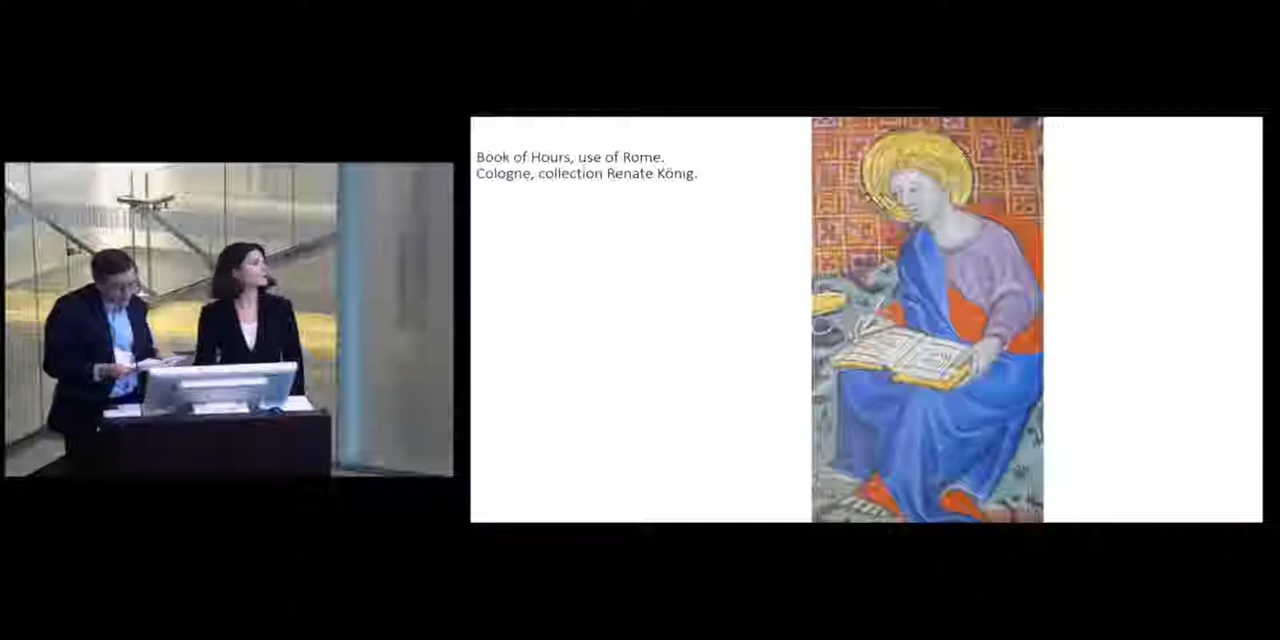 Book of Hours, use of Rome.
Cologne, collection Renate König.